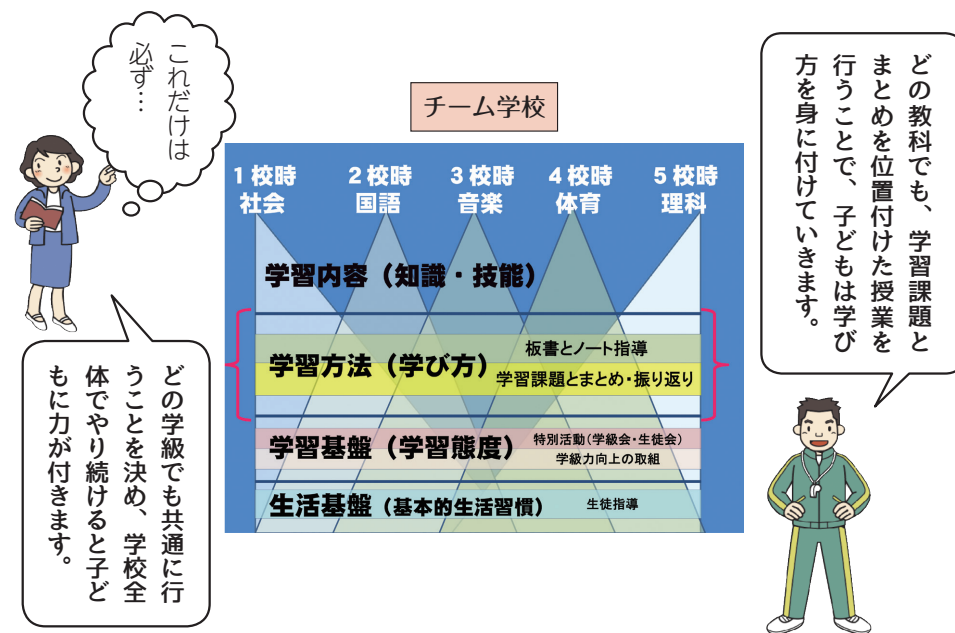 これだけは
必ず…
チーム学校
どの教科でも、学習課題と
まとめを位置付けた授業を
行うことで、子どもは学び
方を身に付けていきます。
1校時 2校時 3校時 4校時 5校時
社会 国語 音楽 体育 理科
学習内容（知識・技能）
学習方法（学び方）
板書とノート指導
学習課題とまとめ・振り返り
学習基盤（学習態度）
特別活動（学級会・生徒会）
学級力向上の取組
生活基盤（基本的生活習慣）
生徒指導
どの学級でも共通に行
うことを決め、学校全
体でやり続けると子ど
もに力が付きます。